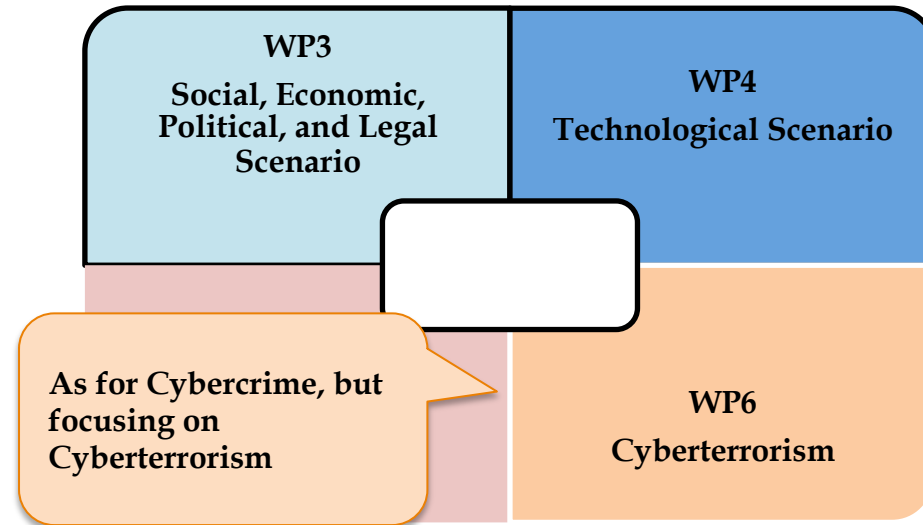 WP3
Social, Economic,
Political, and Legal
Scenario
WP4
Technological Scenario
As for Cybercrime, but
focusing on
Cyberterrorism
WP6
Cyberterrorism